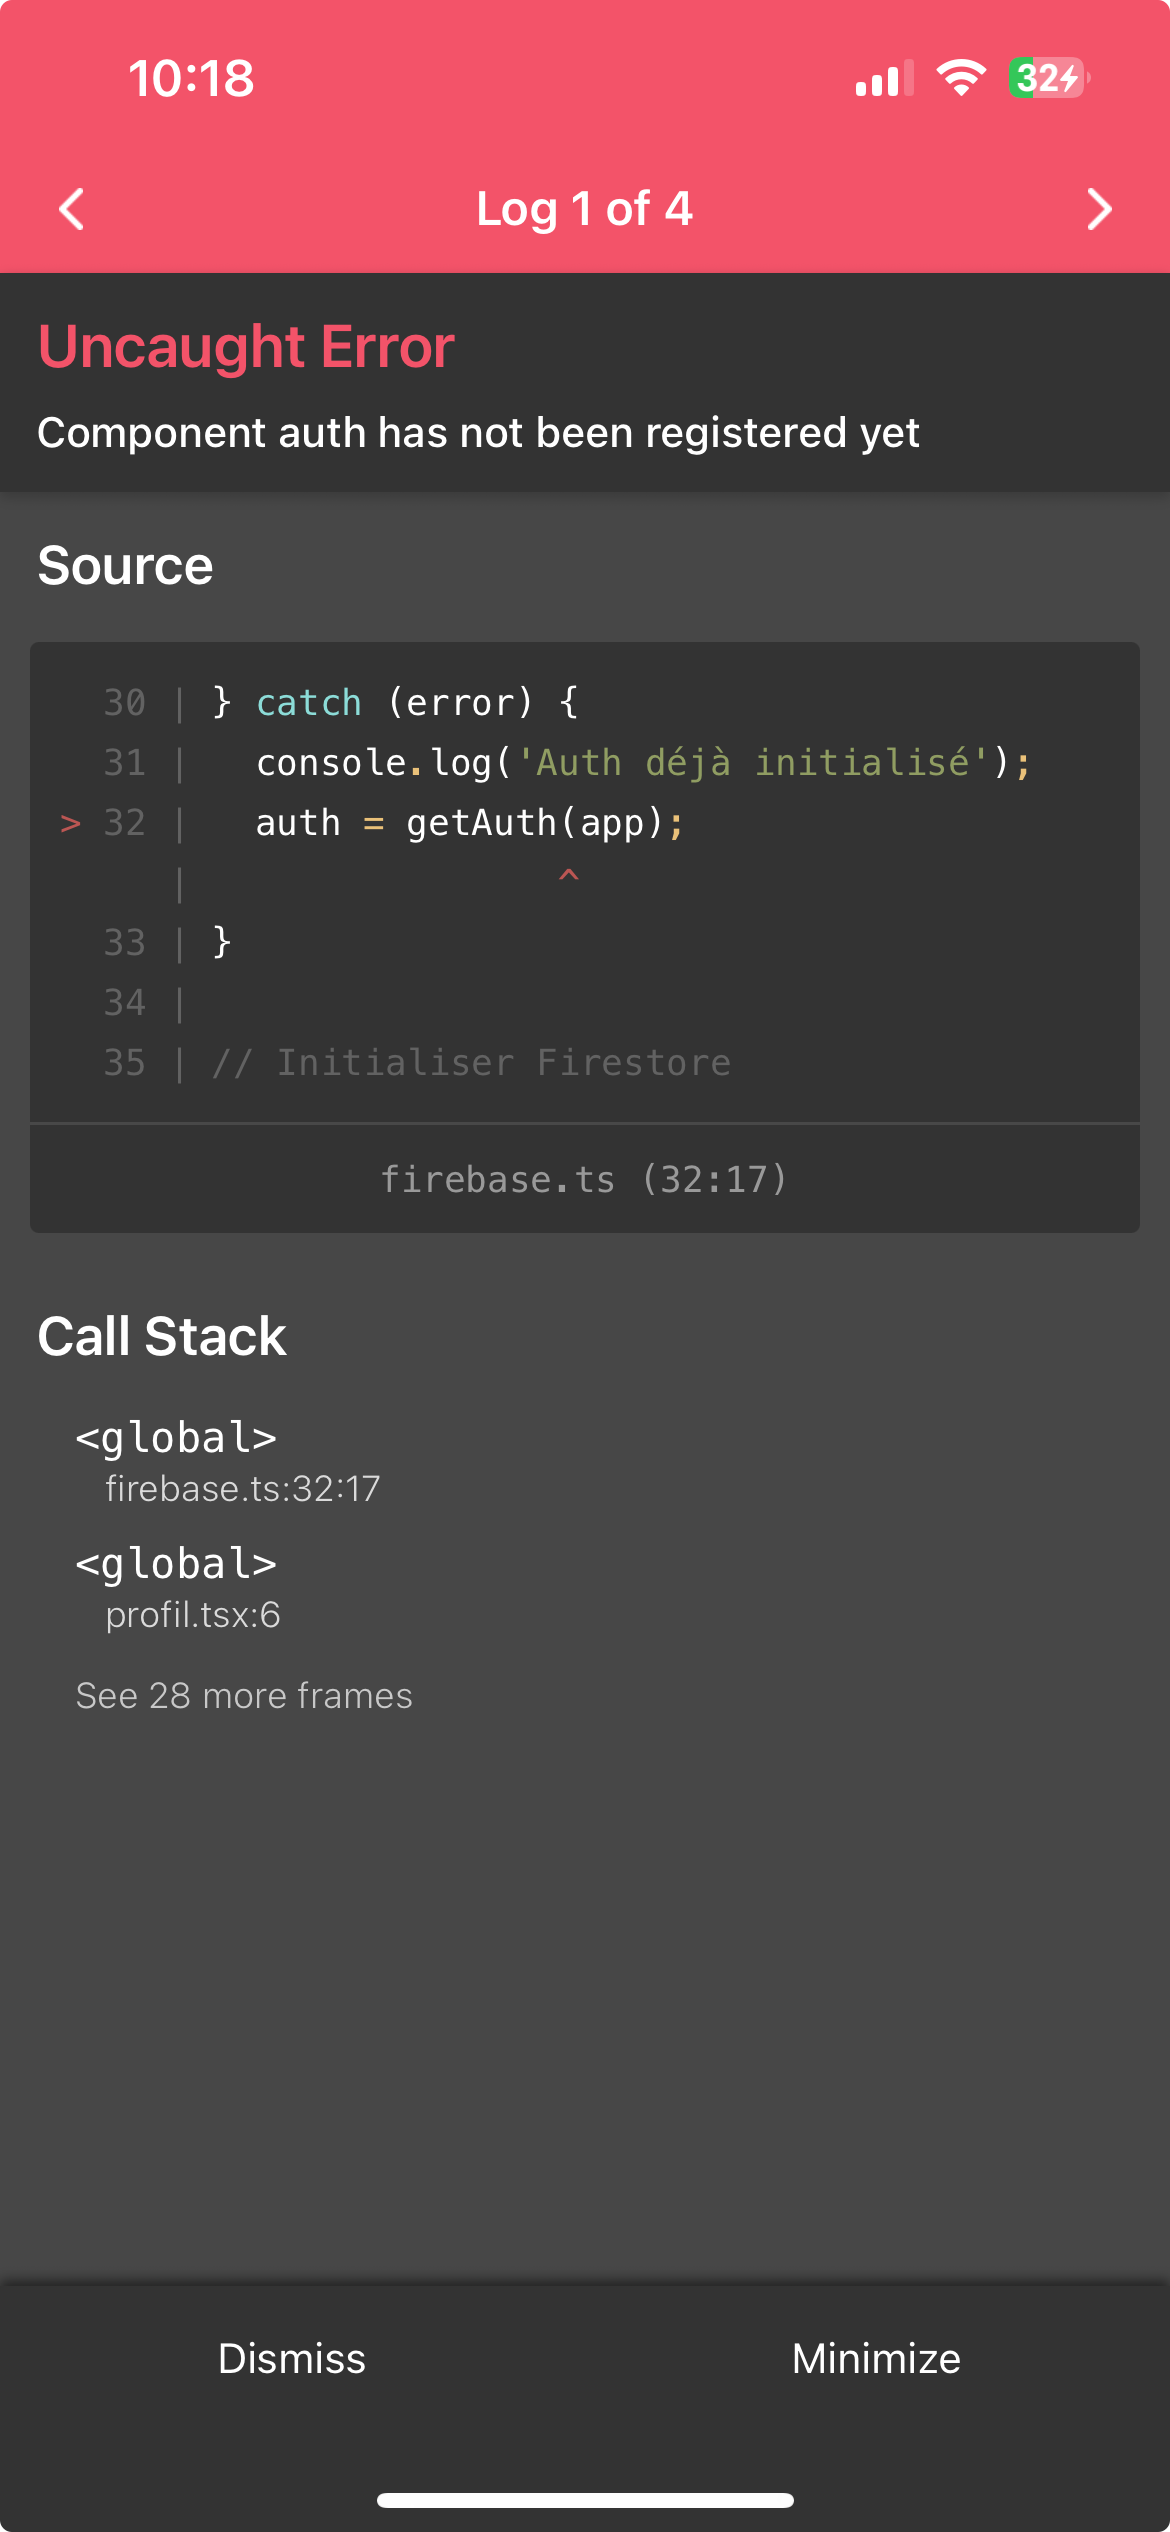 10:18
32
Log 1 of 4
Uncaught Error
Component auth has not been registered yet
Source
30 | } catch (error) {
31 |   console.log('Auth déjà initialisé');
> 32 |   auth = getAuth(app);
|                 ^
33 | }
34 |
35 | // Initialiser Firestore
firebase.ts (32:17)
Call Stack
<global>
firebase.ts:32:17
<global>
profil.tsx:6
See 28 more frames
Dismiss
Minimize